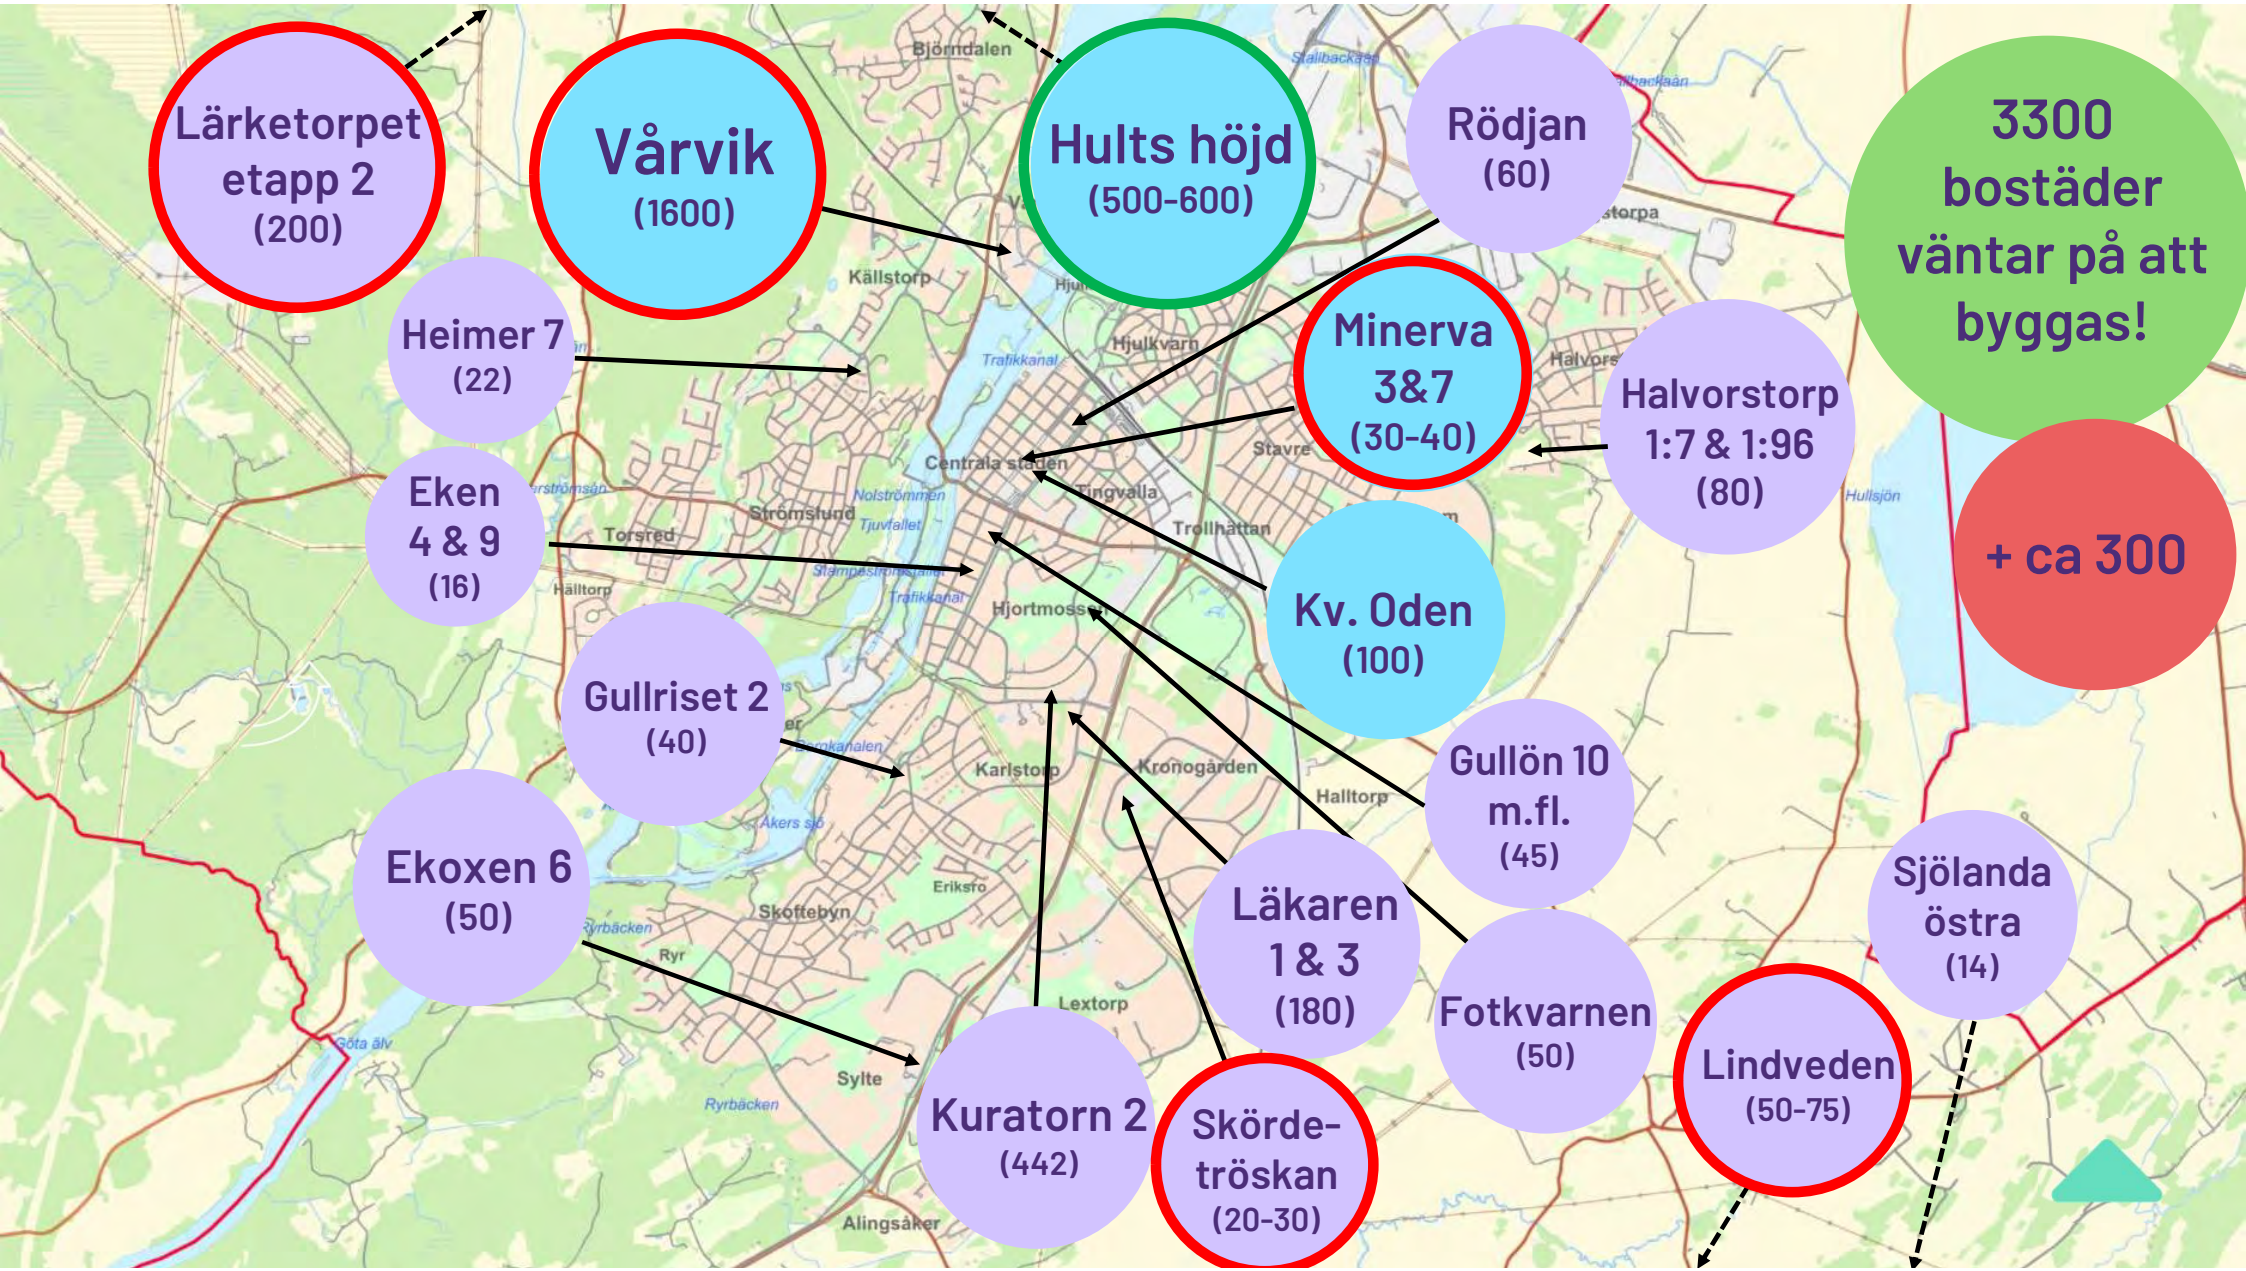 Lärketorpet
etapp 2
(200)
Vårvik
(1600)
Hults höjd
(500-600)
Rödjan
(60)
3300
bostäder
väntar på att
byggas!
+ ca 300
Heimer 7
(22)
Minerva
3&7
(30-40)
Halvorstorp
1:7 & 1:96
(80)
Eken
4 & 9
(16)
Kv. Oden
(100)
Gullriset 2
(40)
Gullön 10
m.fl.
(45)
Ekoxen 6
(50)
Läkaren
1 & 3
(180)
Sjölanda
östra
(14)
Fotkvarnen
(50)
Lindveden
(50-75)
Kuratorn 2
(442)
Skörde-
tröskan
(20-30)
Björndalen
Stallbackaån
Källstorp
Trafikkanal
Hjulkvarn
Stavre
Centrala staden
Nolströmmen
Tingvalla
Tjuvfallet
Strömslund
Torsred
Trollhättan
Hullsjön
Hälltorp
Trafikkanal
Hjortmossen
Karlstorp
Kronogården
Halltorp
Åkers sjö
Eriksro
Skoftebyn
Ryrbäcken
Ryr
Lextorp
Göta älv
Sylte
Ryrbäcken
Alingsåker